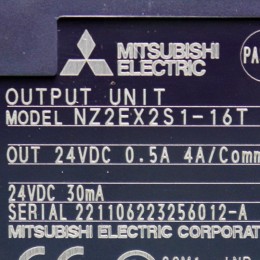 MITSUBISHI
ELECTRIC
PA
OUTPUT UNIT
MODEL NZ2EX2S1-16T
OUT 24VDC 0.5A 4A/Comm
24VDC 30mA
SERIAL 221106223256012-A
MITSUBISHI ELECTRIC CORPORAT
CE